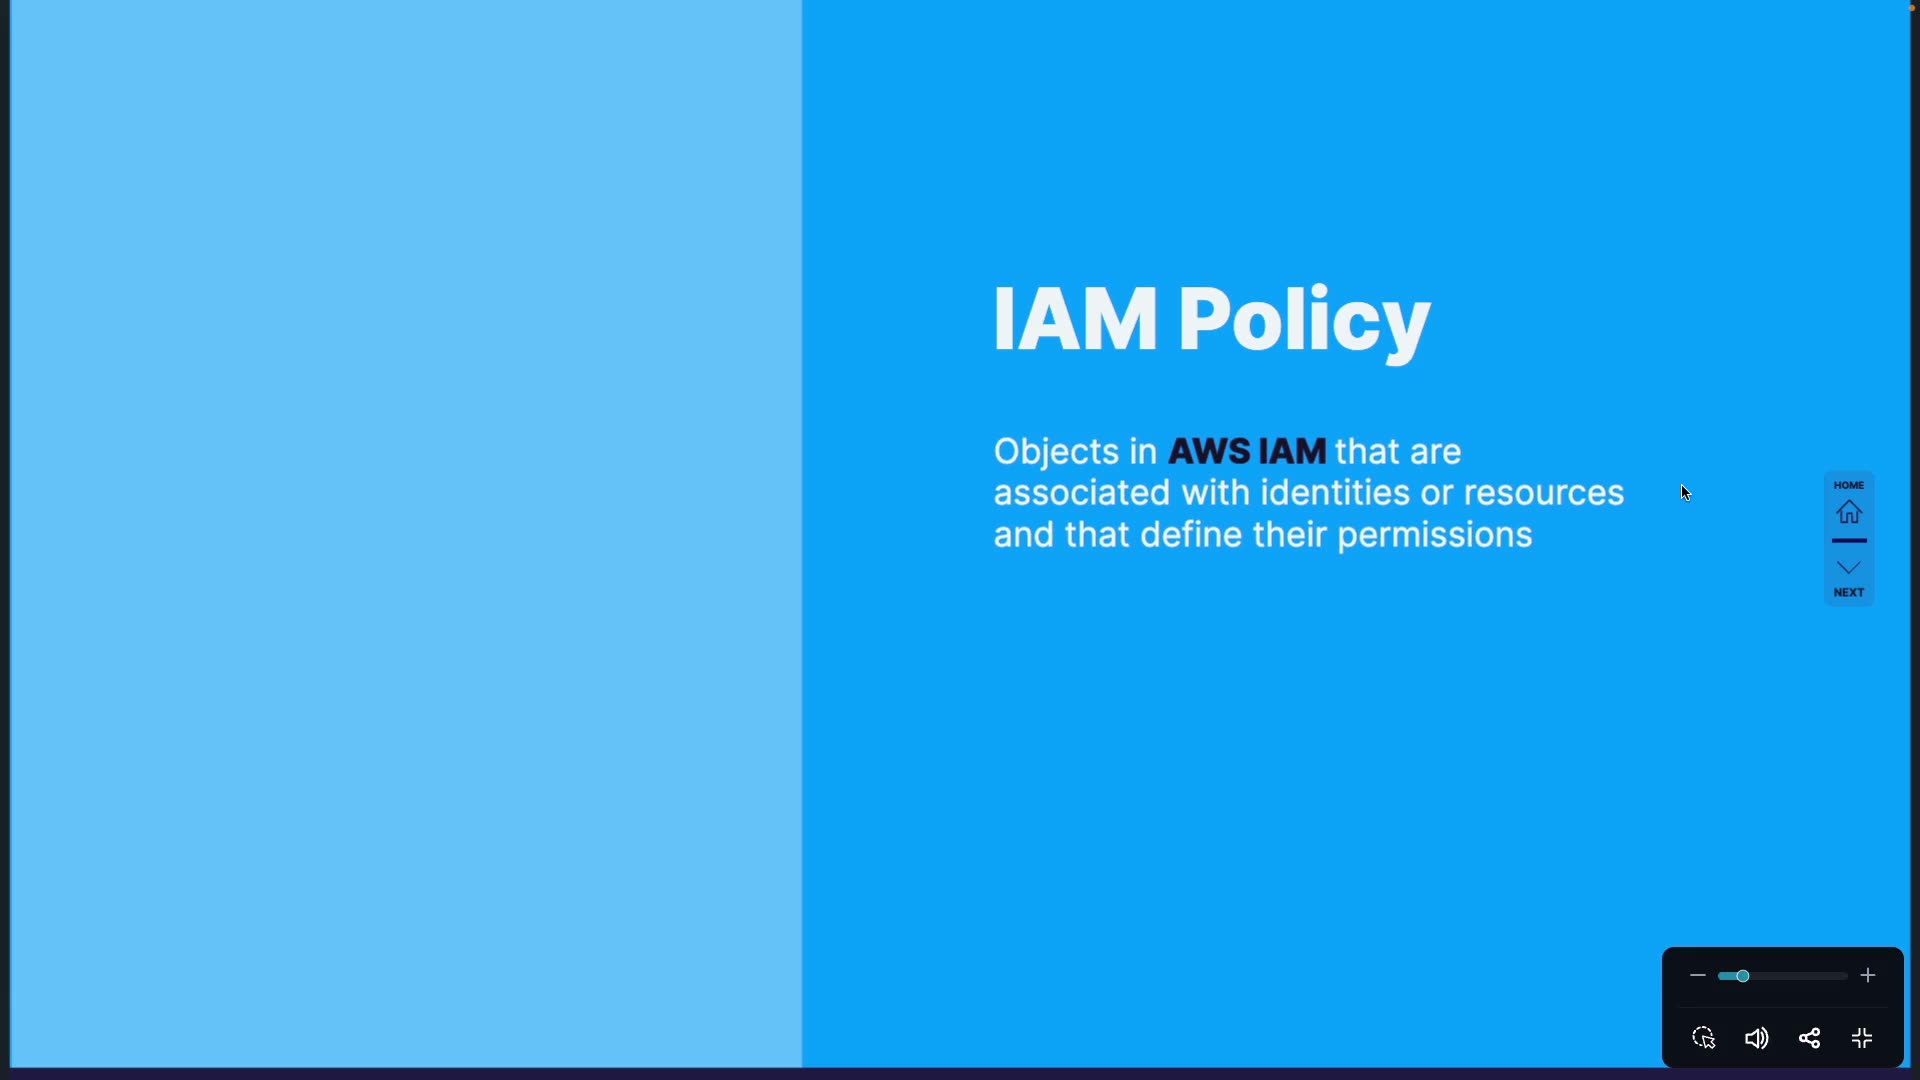 IAM Policy
Objects in AWS IAM that are
associated with identities or resources
and that define their permissions
HOME
NEXT